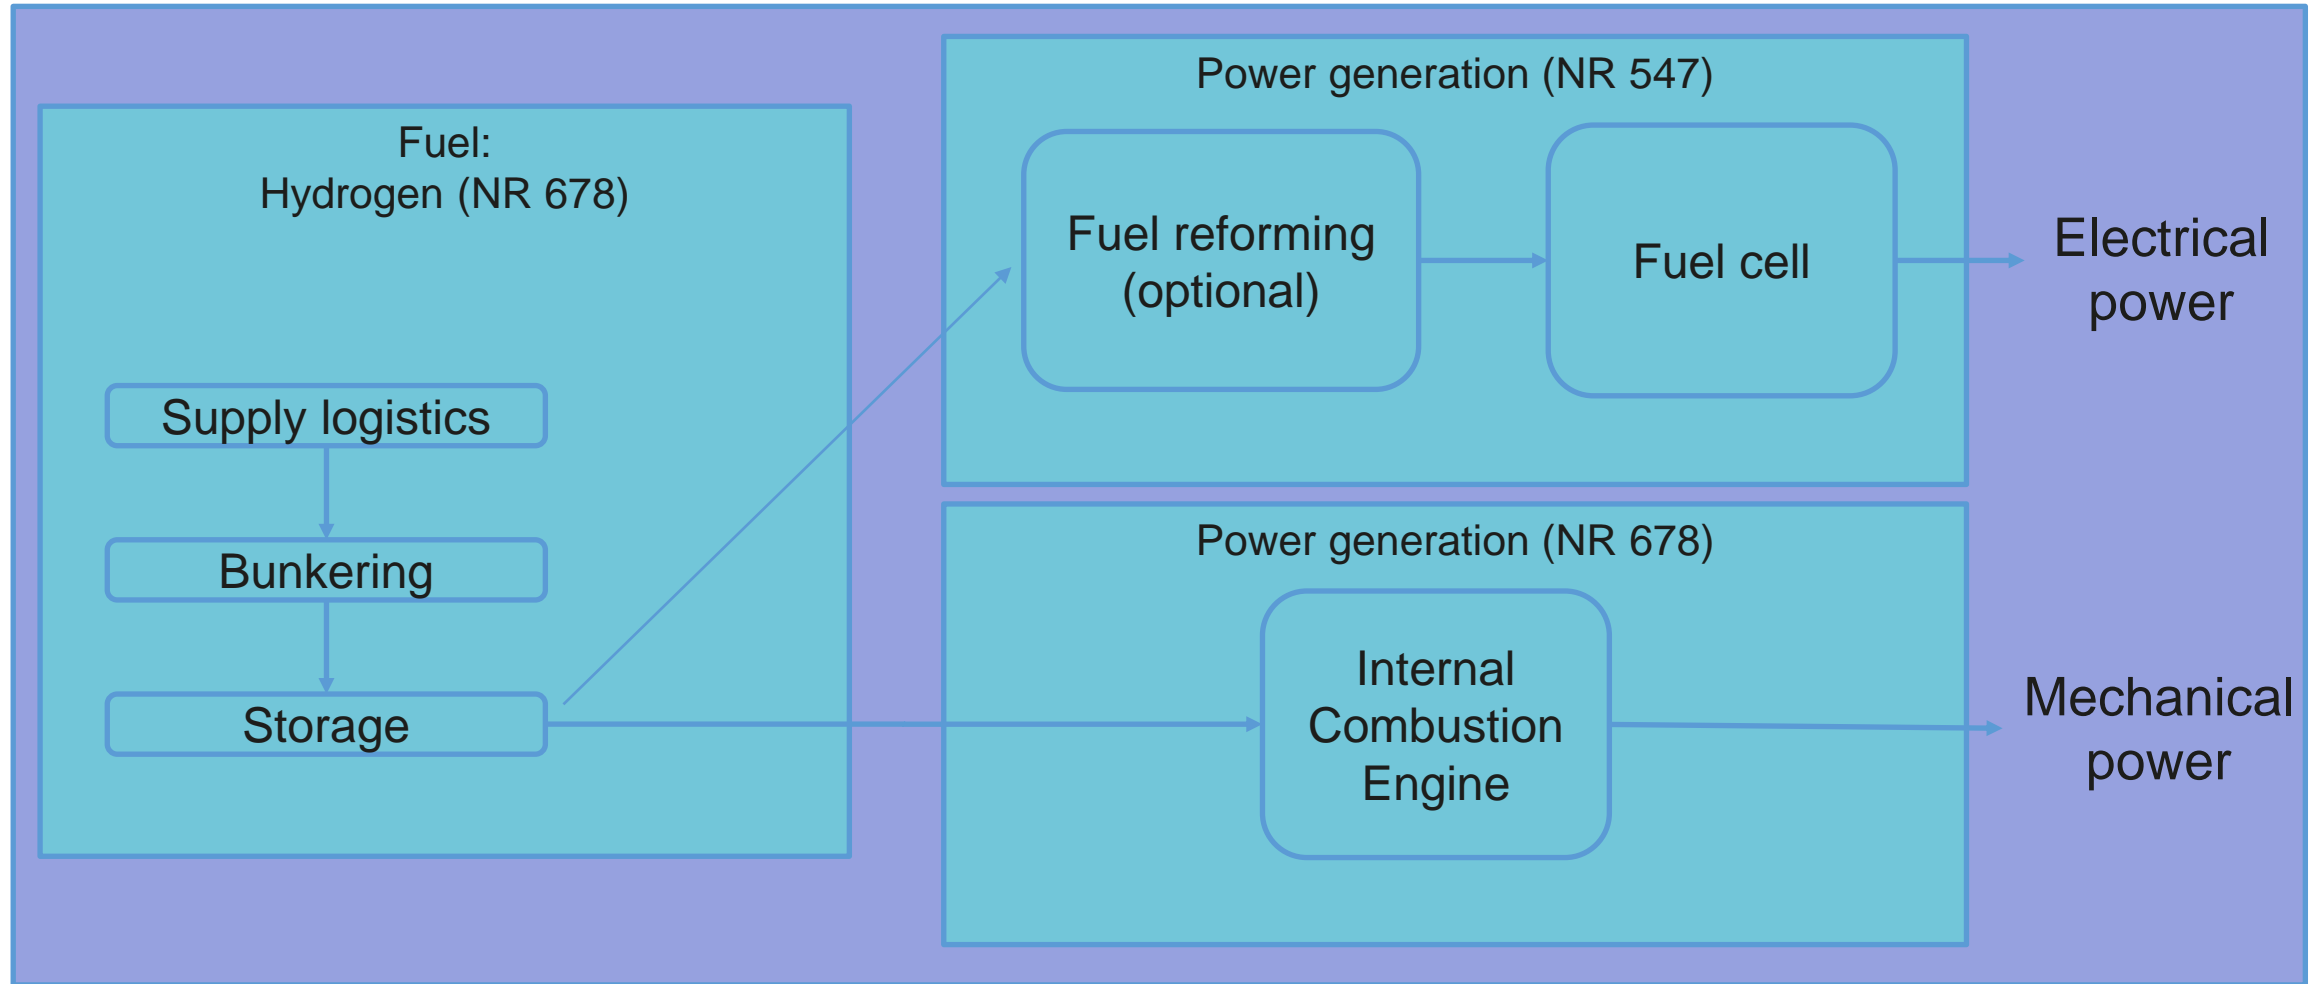 Fuel:
Hydrogen (NR 678)
Supply logistics
Bunkering
Storage
Power generation (NR 547)
Fuel reforming
(optional)
Fuel cell
Electrical
power
Power generation (NR 678)
Internal
Combustion
Engine
Mechanical
power